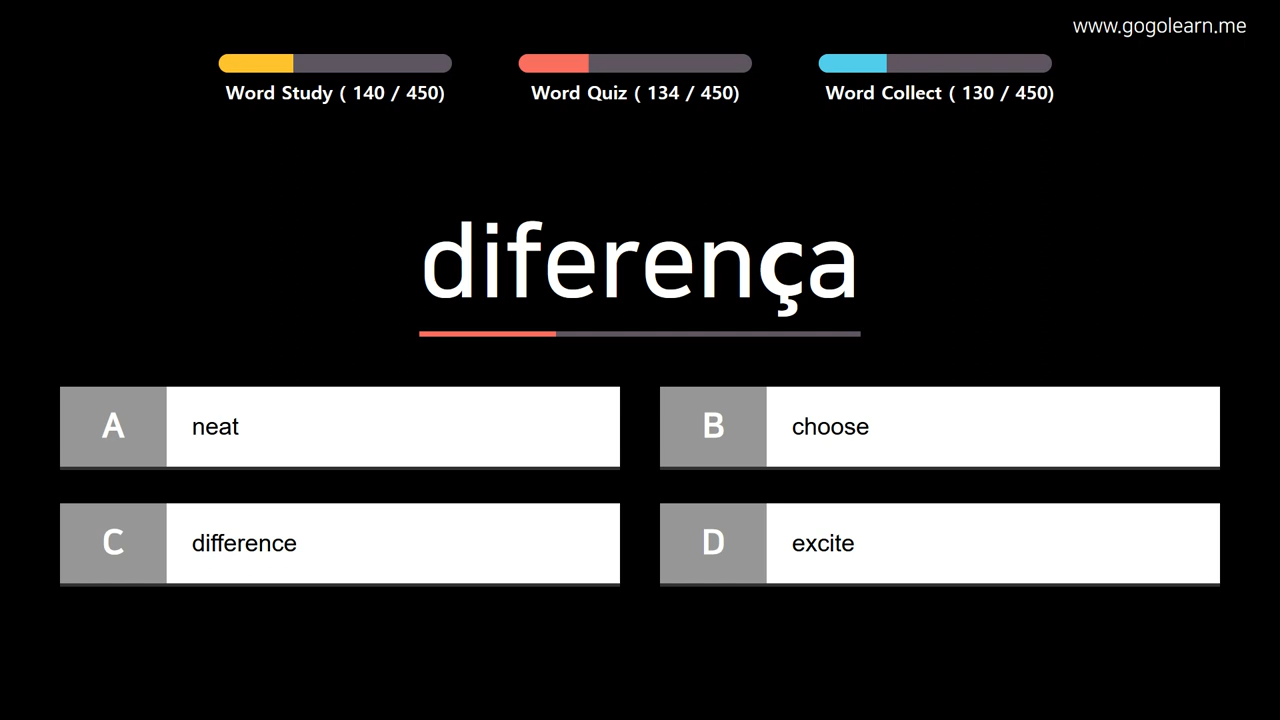 www.gogolearn.me
Word Study ( 140 / 450)
Word Quiz ( 134 / 450)
Word Collect ( 130 / 450)
diferença
A neat
B choose
C difference
D excite